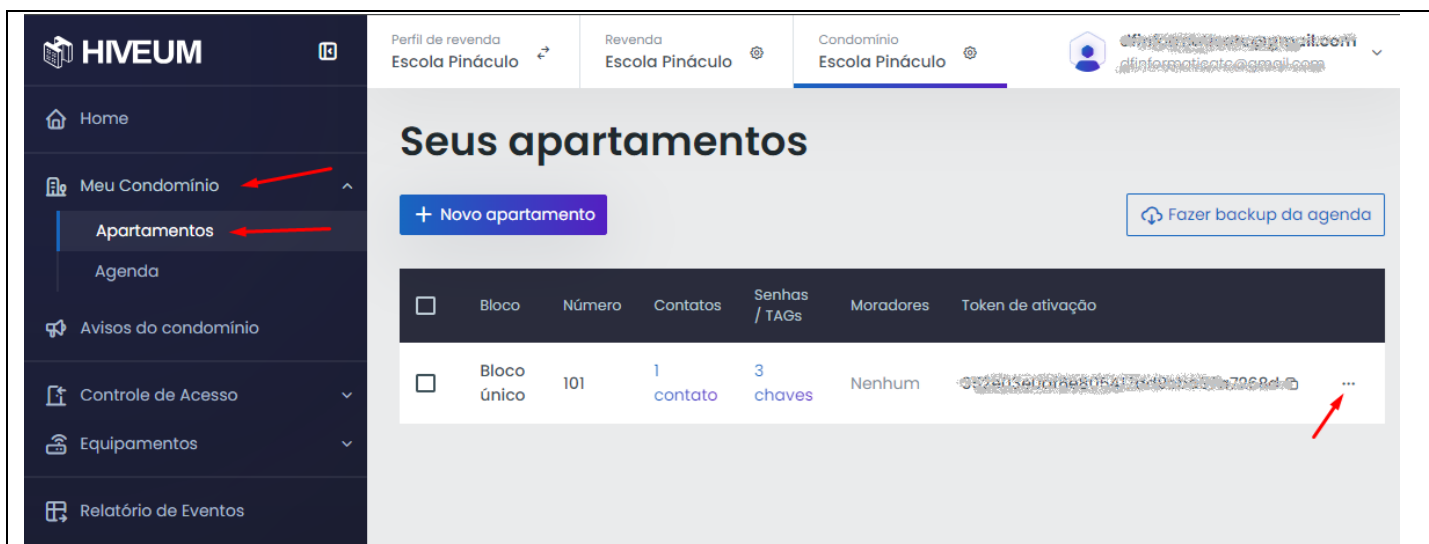 HIVEUM
Perfil de revenda
Escola Pináculo
Revenda
Escola Pináculo
Condomínio
Escola Pináculo
Home
Meu Condomínio
Apartamentos
Agenda
Avisos do condomínio
Controle de Acesso
Equipamentos
Relatório de Eventos
Seus apartamentos
+ Novo apartamento
Fazer backup da agenda
Bloco
Número
Contatos
Senhas
/ TAGs
Moradores
Token de ativação
Bloco
único
101
1
contato
3
chaves
Nenhum
...